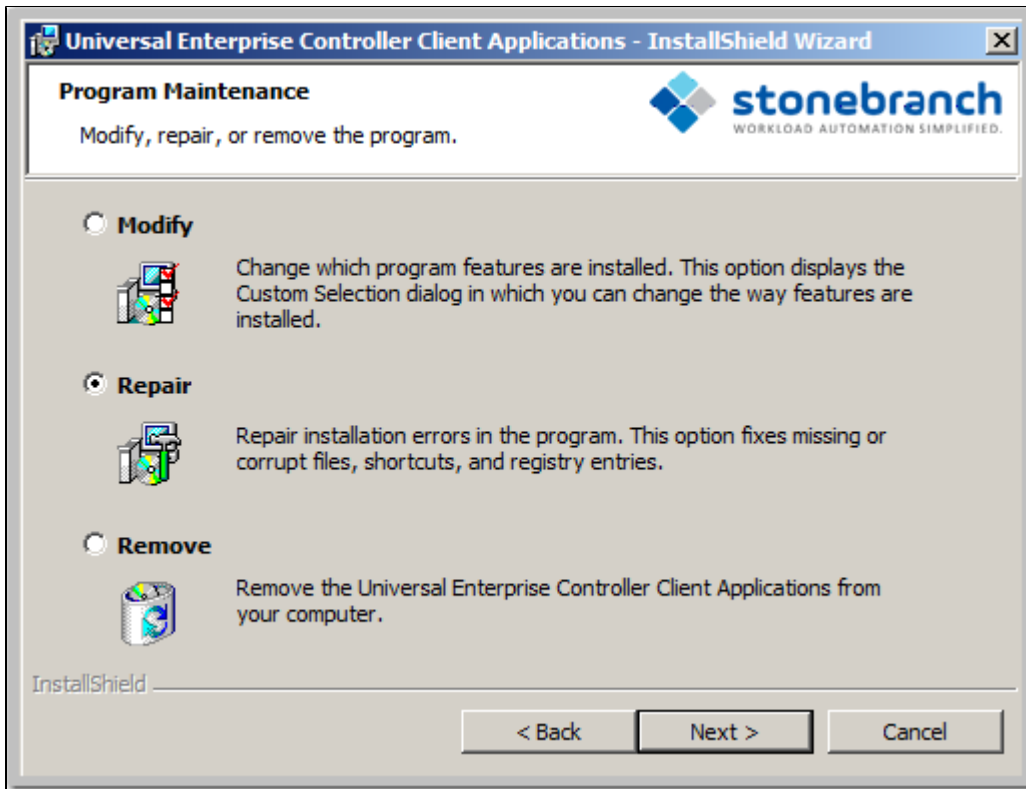 Universal Enterprise Controller Client Applications - InstallShield Wizard
Program Maintenance
Modify, repair, or remove the program.
stonebranch
WORKLOAD AUTOMATION SIMPLIFIED.
Modify
Change which program features are installed. This option displays the
Custom Selection dialog in which you can change the way features are
installed.
Repair
Repair installation errors in the program. This option fixes missing or
corrupt files, shortcuts, and registry entries.
Remove
Remove the Universal Enterprise Controller Client Applications from
your computer.
InstallShield
< Back
Next >
Cancel